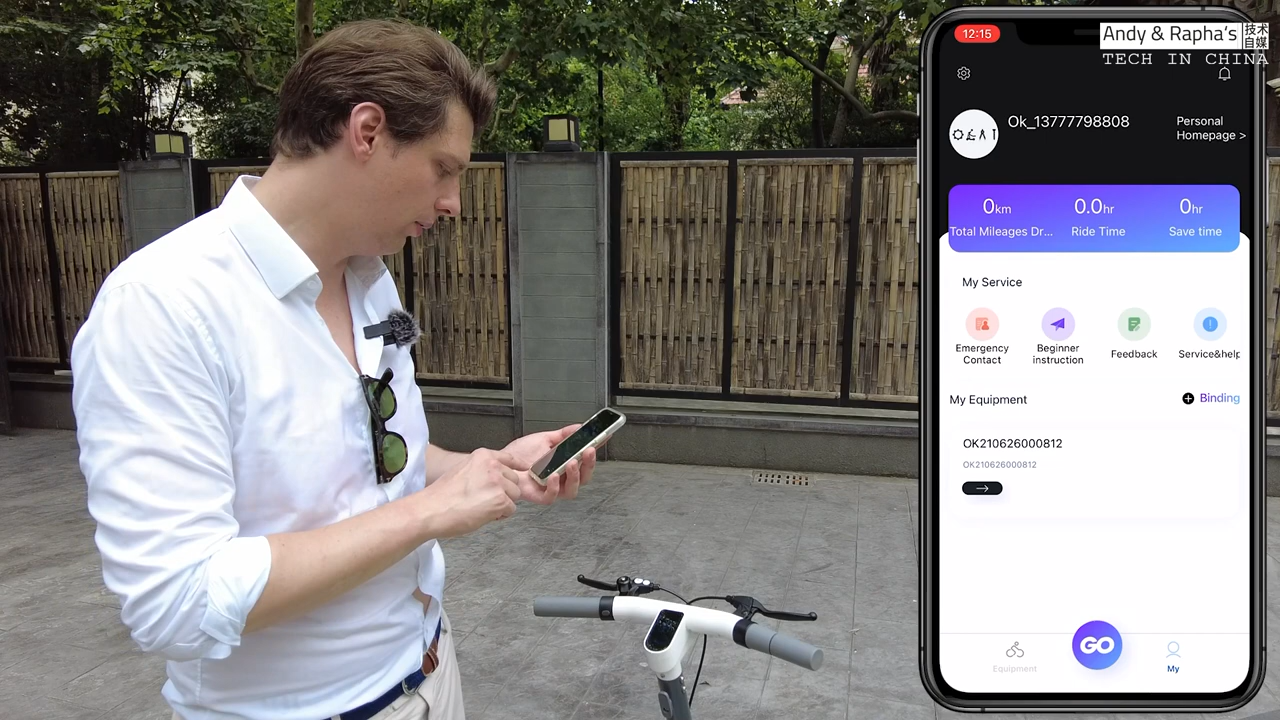 12:15
Andy & Rapha's 技术
自媒
TECH IN CHINA
OKAI
Ok_13777798808
Personal
Homepage >
0km
0.0hr
0hr
Total Mileages Dr...
Ride Time
Save time
My Service
Emergency
Contact
Beginner
instruction
Feedback
Service&help
My Equipment
Binding
OK210626000812
OK210626000812
GO
Equipment
My